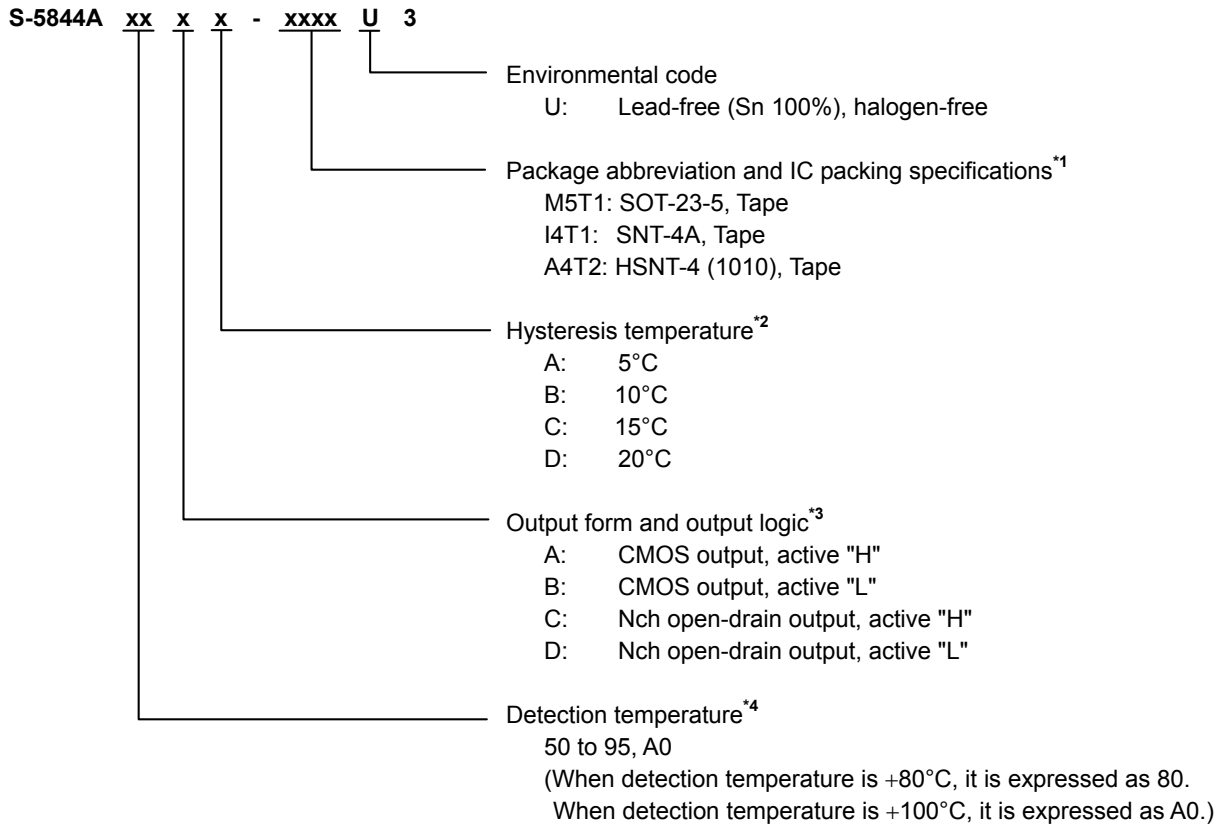 S-5844A xx x x - xxxx U 3
Environmental code
U: Lead-free (Sn 100%), halogen-free
Package abbreviation and IC packing specifications*1
M5T1: SOT-23-5, Tape
I4T1: SNT-4A, Tape
A4T2: HSNT-4 (1010), Tape
Hysteresis temperature*2
A: 5°C
B: 10°C
C: 15°C
D: 20°C
Output form and output logic*3
A: CMOS output, active "H"
B: CMOS output, active "L"
C: Nch open-drain output, active "H"
D: Nch open-drain output, active "L"
Detection temperature*4
50 to 95, A0
(When detection temperature is +80°C, it is expressed as 80.
When detection temperature is +100°C, it is expressed as A0.)